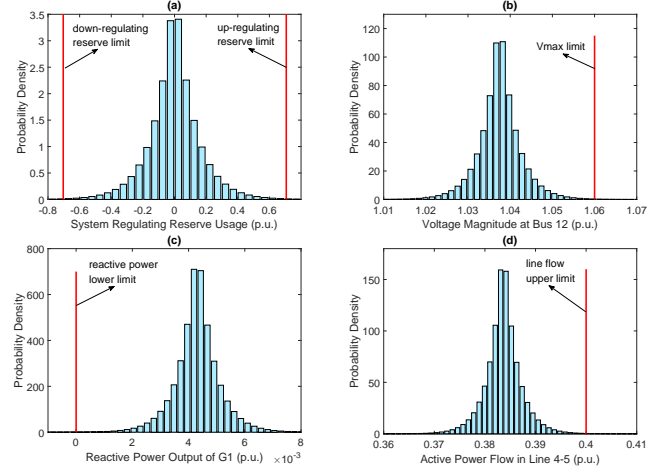 (a)
3.5
3
2.5
2
1.5
1
0.5
0
Probability Density
down-regulating
reserve limit
up-regulating
reserve limit
-0.8 -0.6 -0.4 -0.2 0 0.2 0.4 0.6
System Regulating Reserve Usage (p.u.)
(b)
120
100
80
60
40
20
0
Probability Density
Vmax limit
1.01 1.02 1.03 1.04 1.05 1.06 1.07
Voltage Magnitude at Bus 12 (p.u.)
(c)
800
600
400
200
0
Probability Density
reactive power
lower limit
0 2 4 6 8
Reactive Power Output of G1 (p.u.) ×10⁻³
(d)
150
100
50
0
Probability Density
line flow
upper limit
0.36 0.37 0.38 0.39 0.4 0.41
Active Power Flow in Line 4-5 (p.u.)